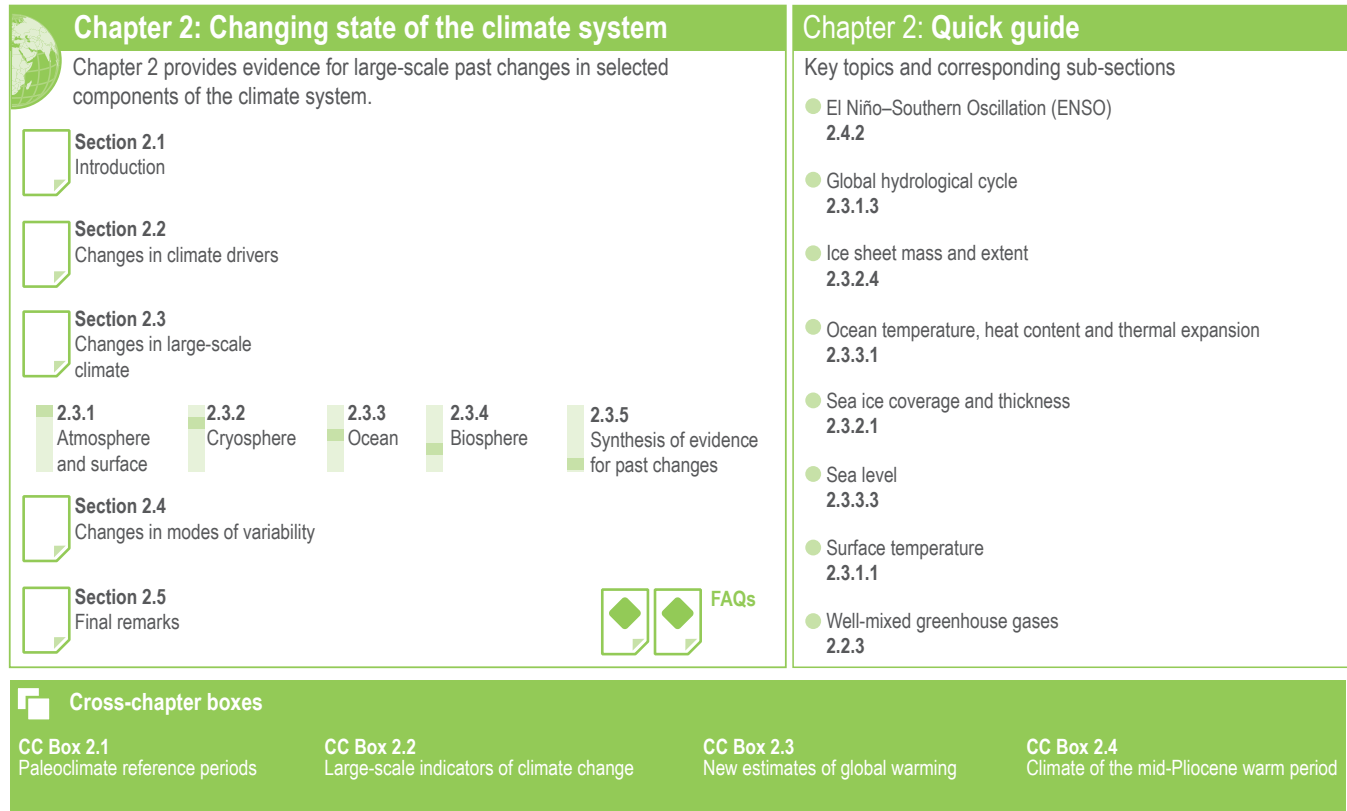 Chapter 2: Changing state of the climate system
Chapter 2 provides evidence for large-scale past changes in selected
components of the climate system.
Section 2.1
Introduction
Section 2.2
Changes in climate drivers
Section 2.3
Changes in large-scale
climate
2.3.1
Atmosphere
and surface
2.3.2
Cryosphere
2.3.3
Ocean
2.3.4
Biosphere
2.3.5
Synthesis of evidence
for past changes
Section 2.4
Changes in modes of variability
Section 2.5
Final remarks
FAQs
Chapter 2: Quick guide
Key topics and corresponding sub-sections
El Niño–Southern Oscillation (ENSO)
2.4.2
Global hydrological cycle
2.3.1.3
Ice sheet mass and extent
2.3.2.4
Ocean temperature, heat content and thermal expansion
2.3.3.1
Sea ice coverage and thickness
2.3.2.1
Sea level
2.3.3.3
Surface temperature
2.3.1.1
Well-mixed greenhouse gases
2.2.3
Cross-chapter boxes
CC Box 2.1
Paleoclimate reference periods
CC Box 2.2
Large-scale indicators of climate change
CC Box 2.3
New estimates of global warming
CC Box 2.4
Climate of the mid-Pliocene warm period